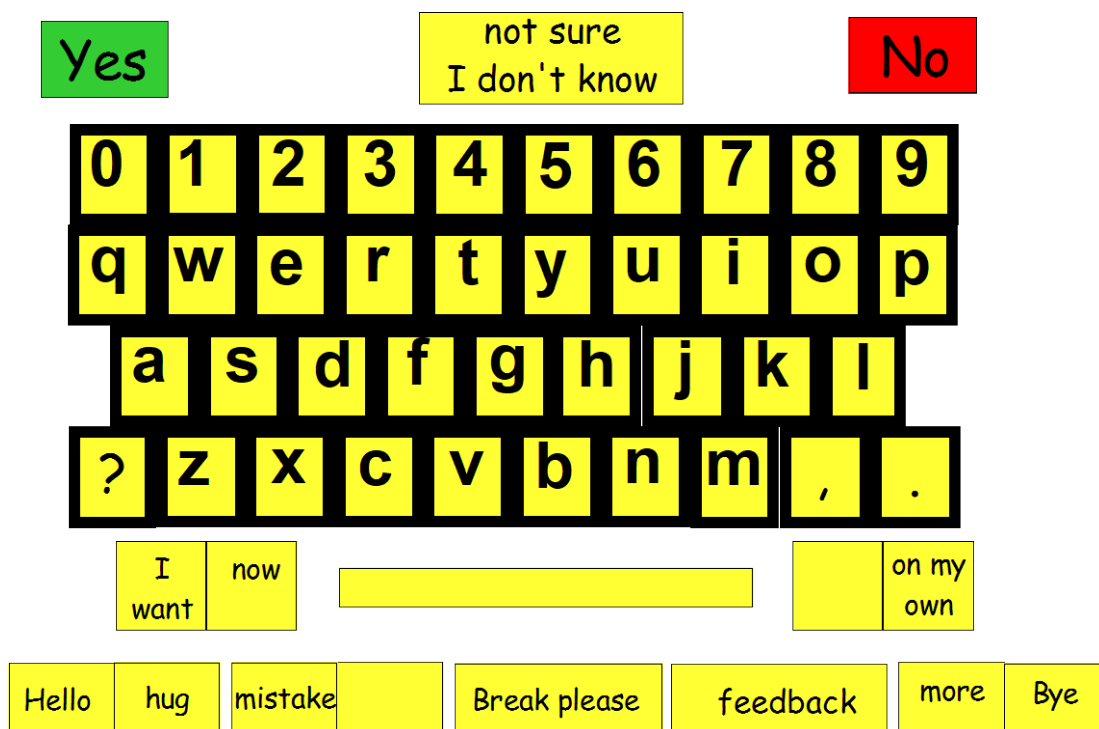 Yes not sure No
I don't know
0 1 2 3 4 5 6 7 8 9
q w e r t y u i o p
a s d f g h j k l
? z x c v b n m , .
I now on my
want own
Hello hug mistake Break please feedback more Bye